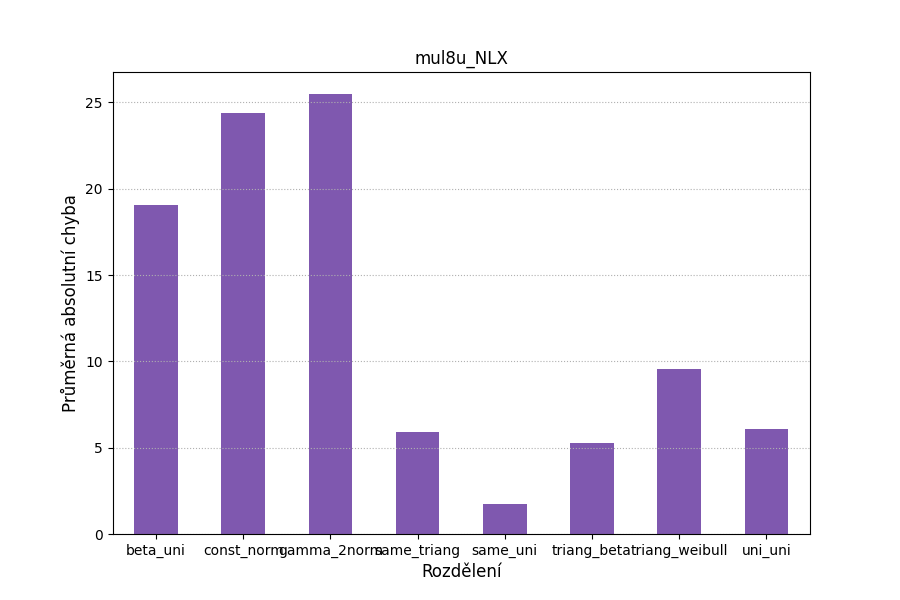 mul8u_NLX
Průměrná absolutní chyba
25
20
15
10
5
0
beta_uni const_norm gamma_2norm same_triang same_uni triang_beta triang_weibull uni_uni
Rozdělení